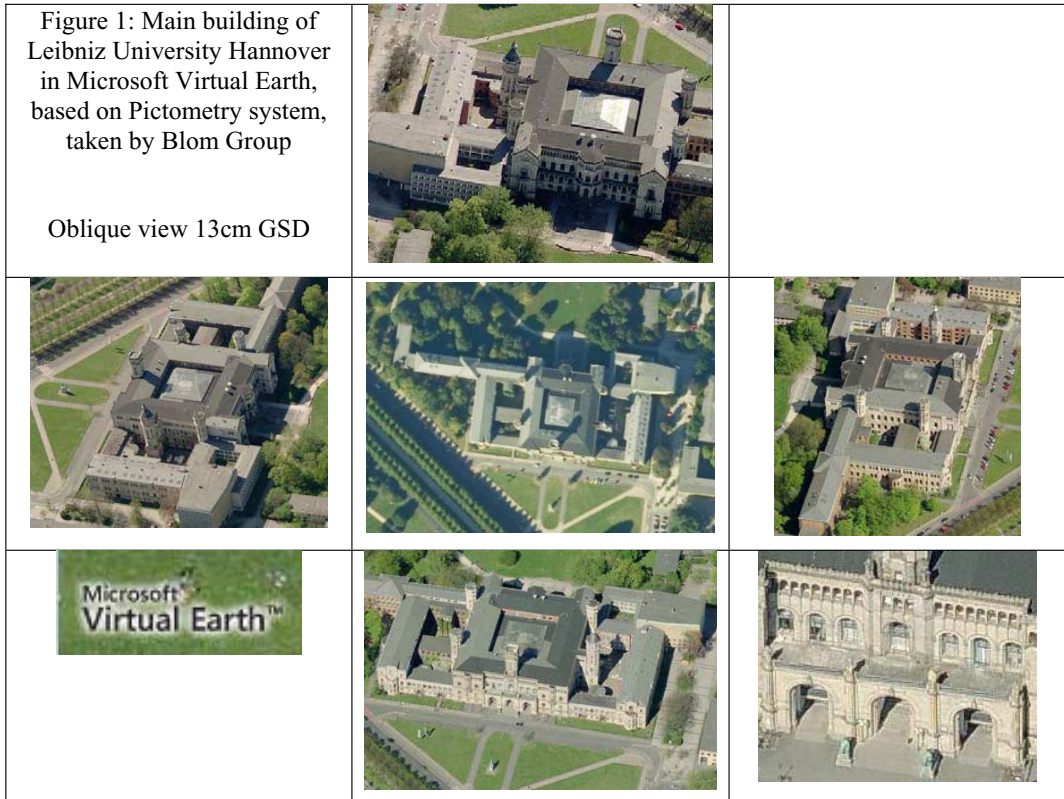 Figure 1: Main building of
Leibniz University Hannover
in Microsoft Virtual Earth,
based on Pictometry system,
taken by Blom Group
Oblique view 13cm GSD
Microsoft
Virtual Earth™